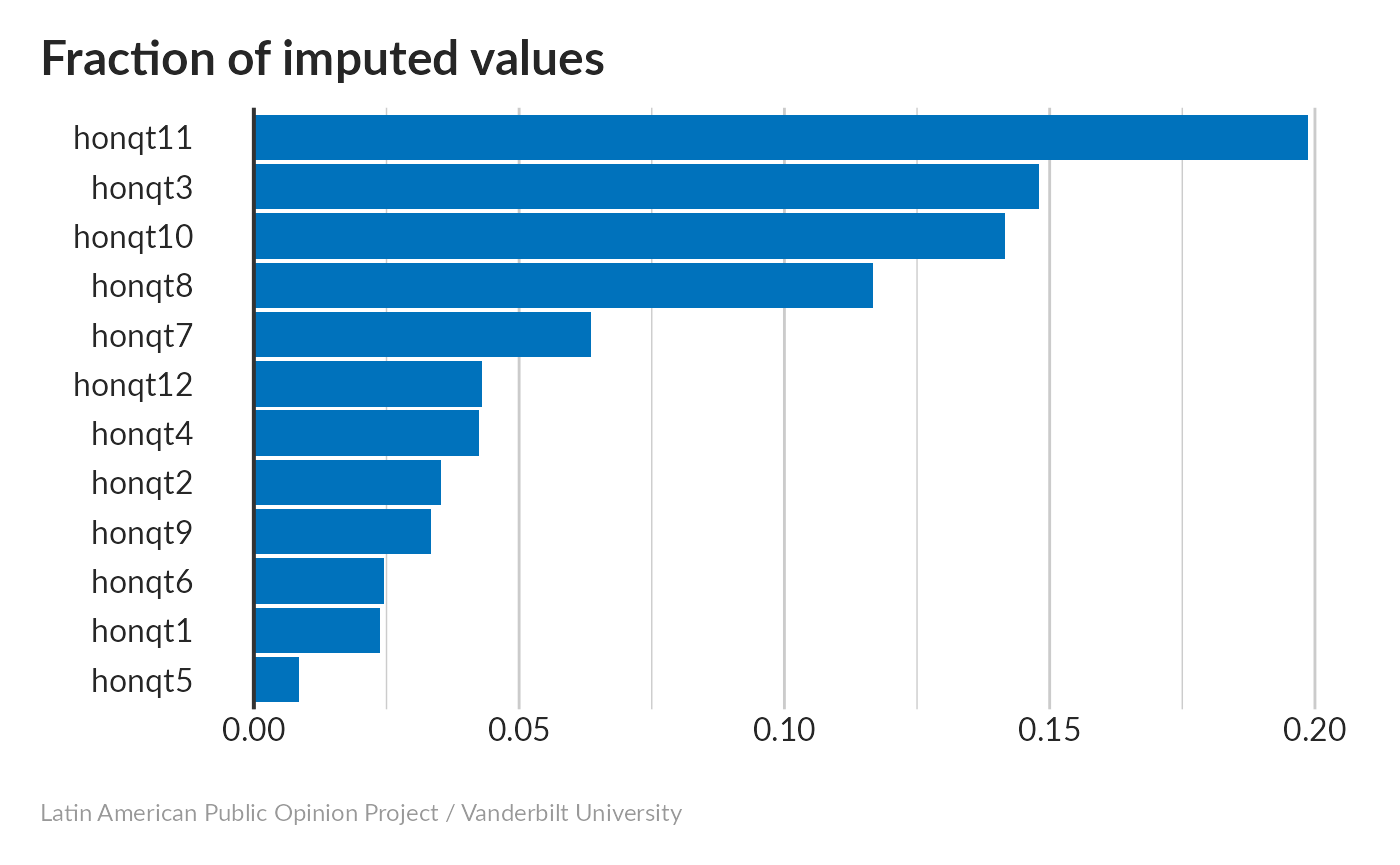 Fraction of imputed values
honqt11
honqt3
honqt10
honqt8
honqt7
honqt12
honqt4
honqt2
honqt9
honqt6
honqt1
honqt5
0.00 0.05 0.10 0.15 0.20
Latin American Public Opinion Project / Vanderbilt University